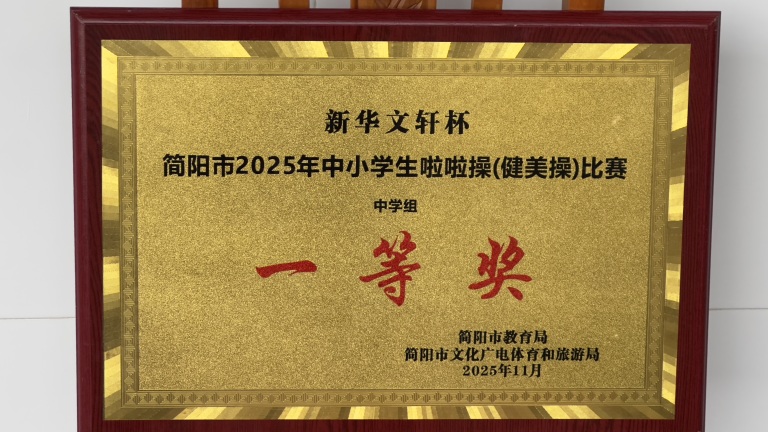 新华文轩杯
简阳市2025年中小学生啦啦操(健美操)比赛
中学组
一等奖
简阳市教育局
简阳市文化广电体育和旅游局
2025年11月